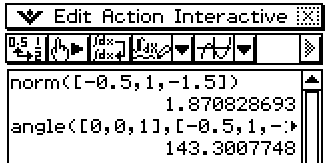 Edit Action Interactive
norm([-0.5,1,-1.5])
1.870828693
angle([0,0,1],[-0.5,1,-
143.3007748